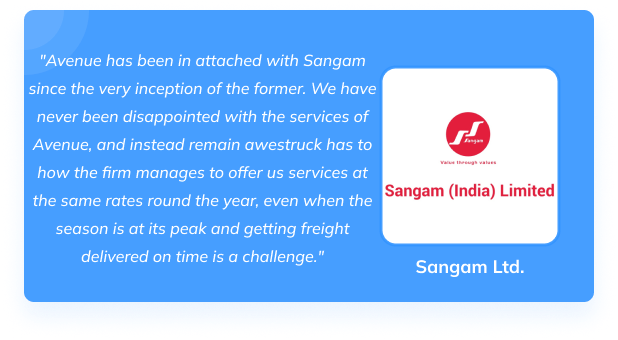 "Avenue has been in attached with Sangam
since the very inception of the former. We have
never been disappointed with the services of
Avenue, and instead remain awestruck has to
how the firm manages to offer us services at
the same rates round the year, even when the
season is at its peak and getting freight
delivered on time is a challenge."
Sangam
Value through values
Sangam (India) Limited
Sangam Ltd.